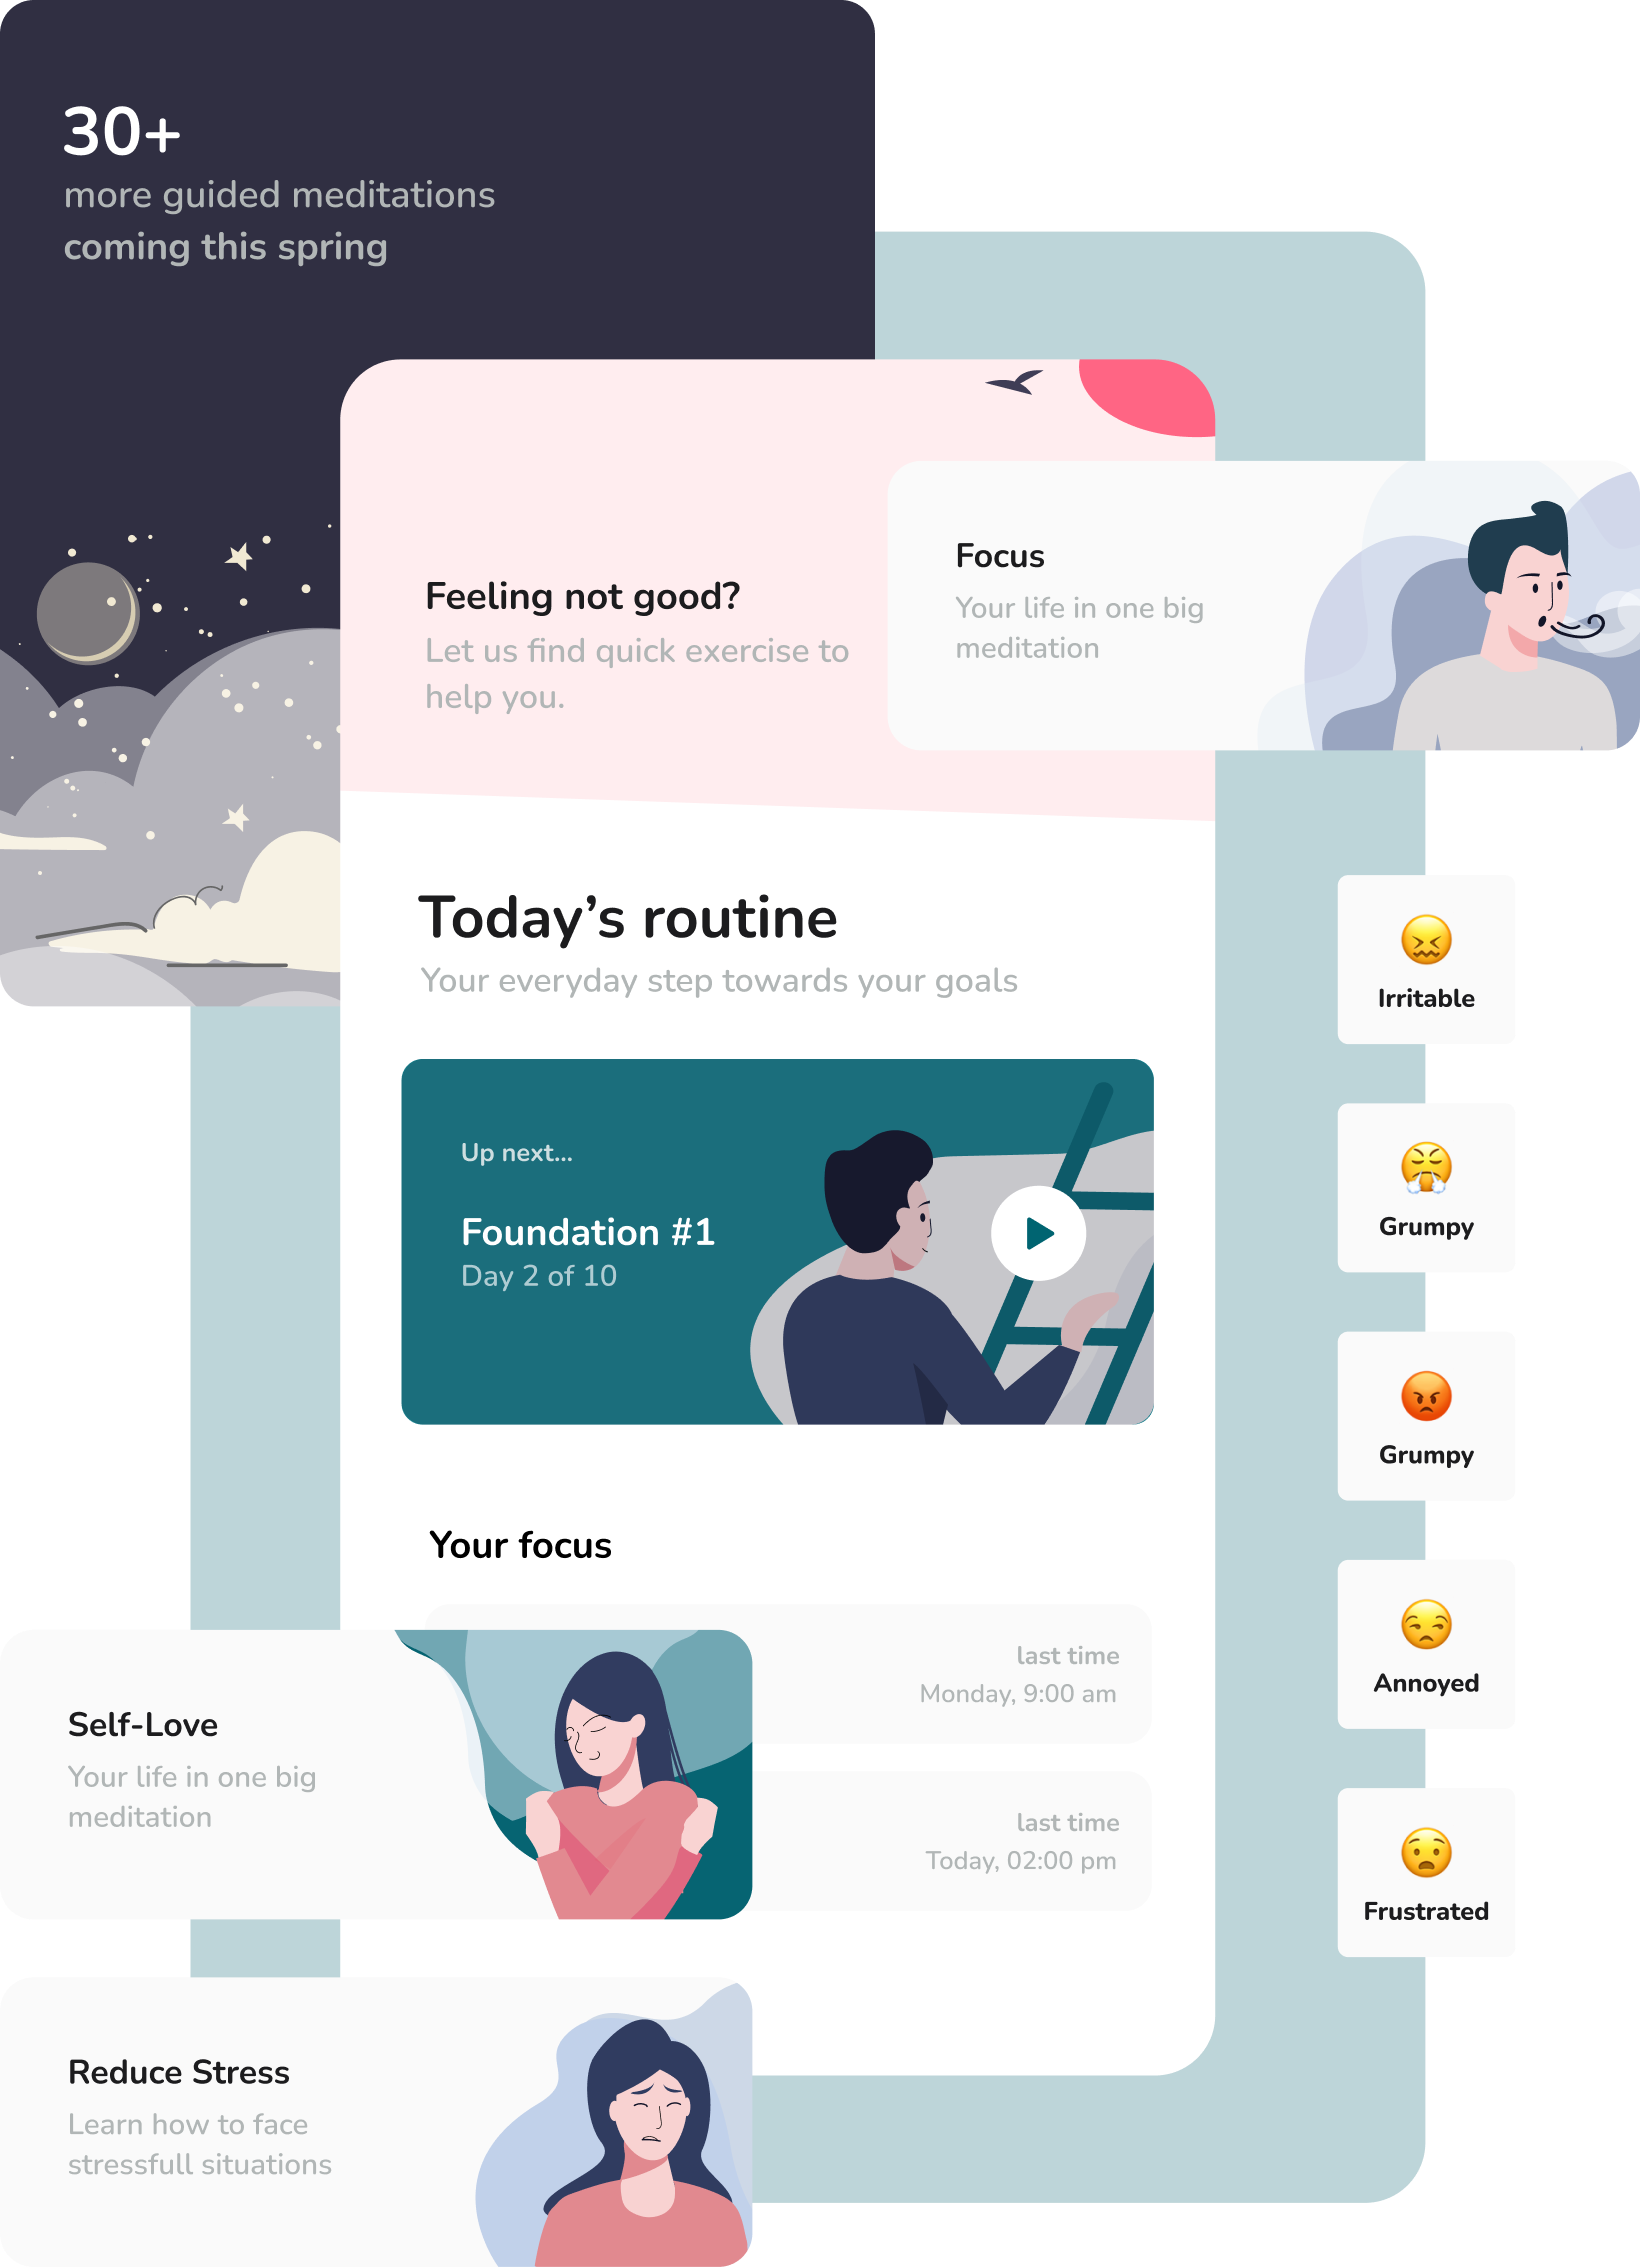 30+
more guided meditations
coming this spring
Feeling not good?
Let us find quick exercise to
help you.
Focus
Your life in one big
meditation
Today’s routine
Your everyday step towards your goals
Up next...
Foundation #1
Day 2 of 10
Your focus
last time
Monday, 9:00 am
last time
Today, 02:00 pm
Self-Love
Your life in one big
meditation
Reduce Stress
Learn how to face
stressfull situations
Irritable
Grumpy
Grumpy
Annoyed
Frustrated